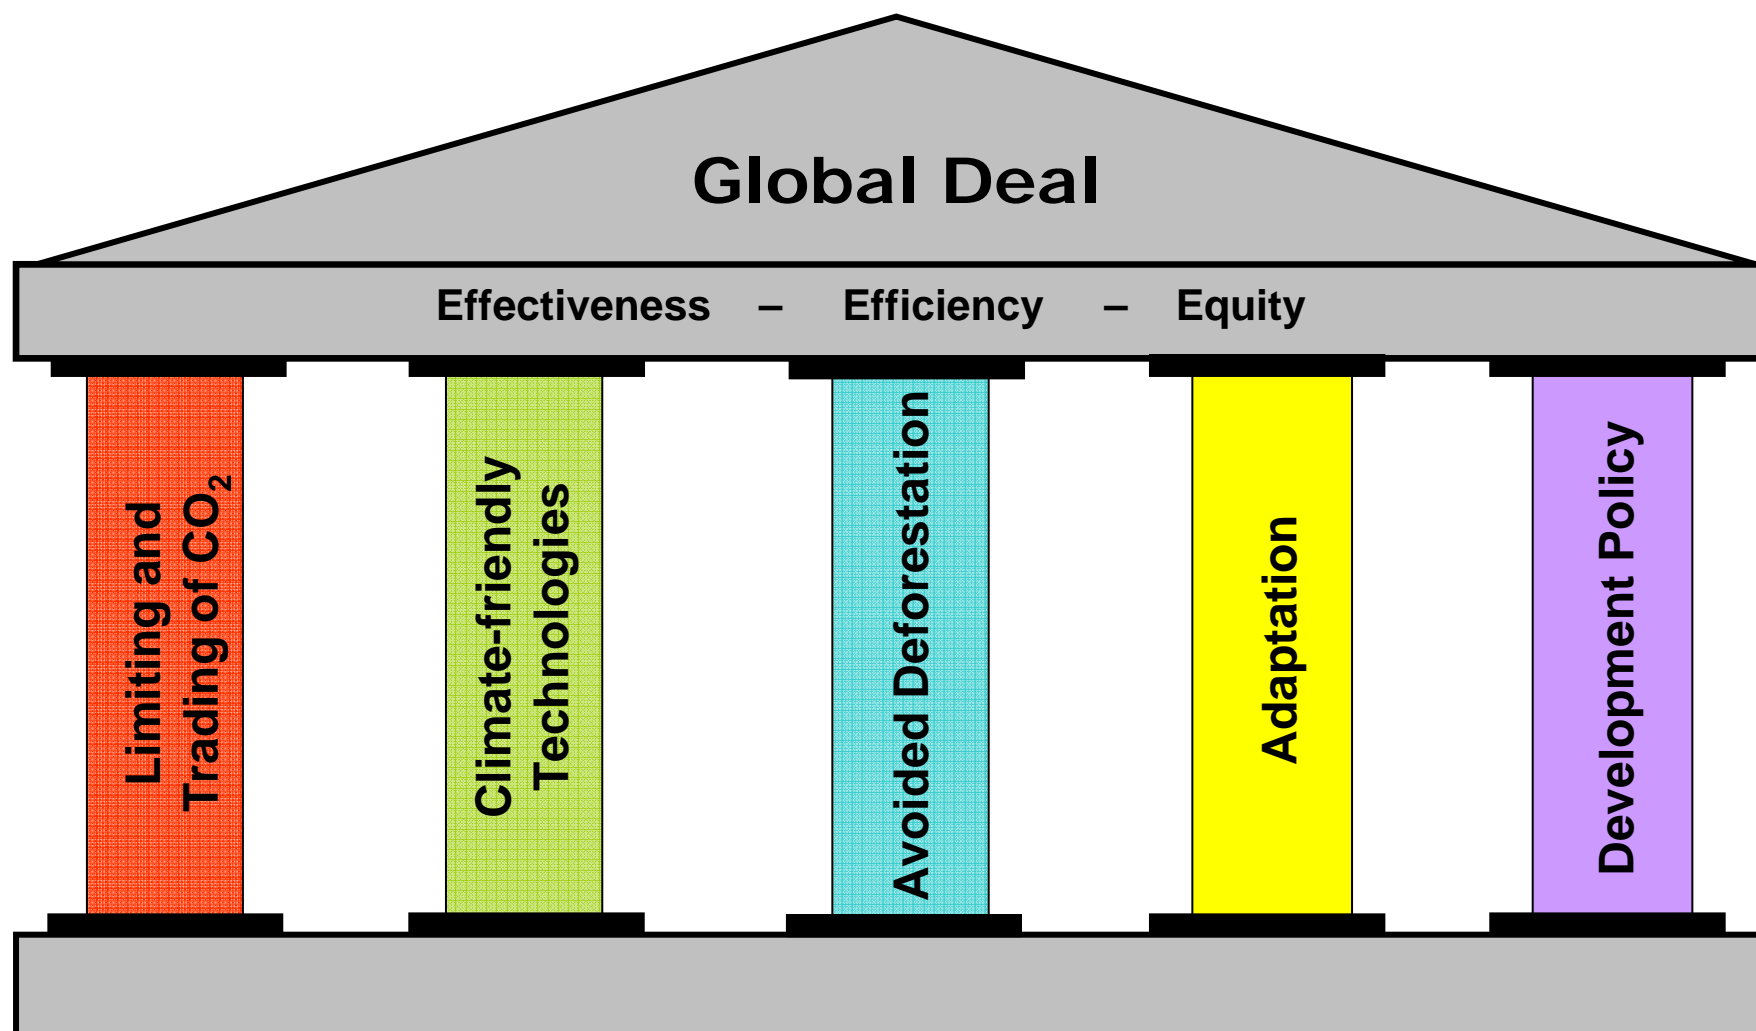 Global Deal
Effectiveness – Efficiency – Equity
Limiting and
Trading of CO₂
Climate-friendly
Technologies
Avoided Deforestation
Adaptation
Development Policy